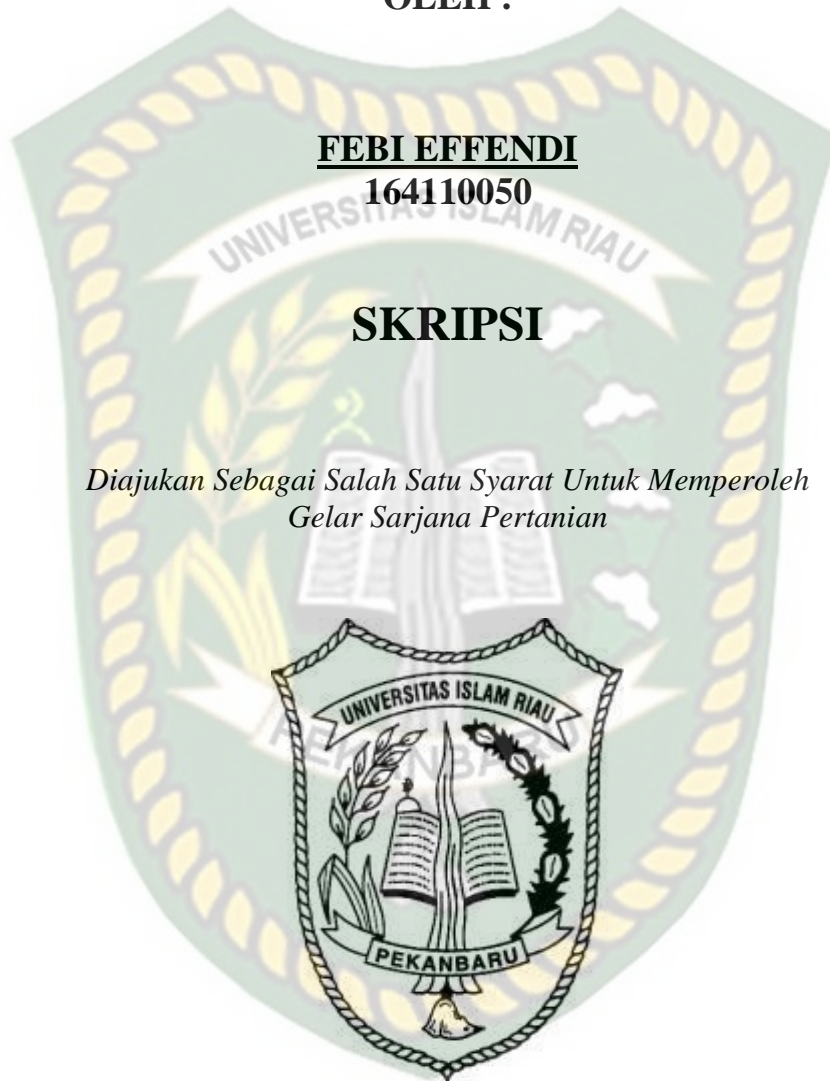 OLEH :
FEBI EFFENDI
164110050
UNIVERSITAS ISLAM RIAU
SKRIPSI
Diajukan Sebagai Salah Satu Syarat Untuk Memperoleh
Gelar Sarjana Pertanian
UNIVERSITAS ISLAM RIAU
PEKANBARU
PEKANBARU